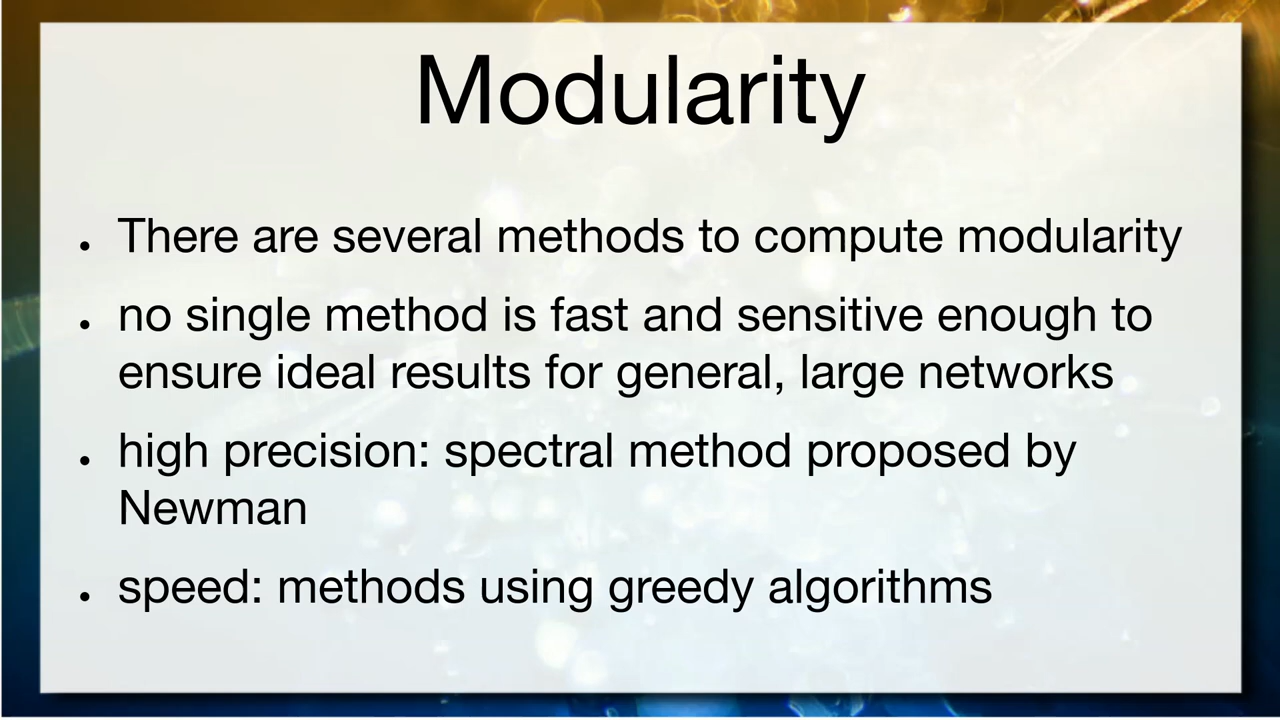 Modularity
• There are several methods to compute modularity
• no single method is fast and sensitive enough to
ensure ideal results for general, large networks
• high precision: spectral method proposed by
Newman
• speed: methods using greedy algorithms